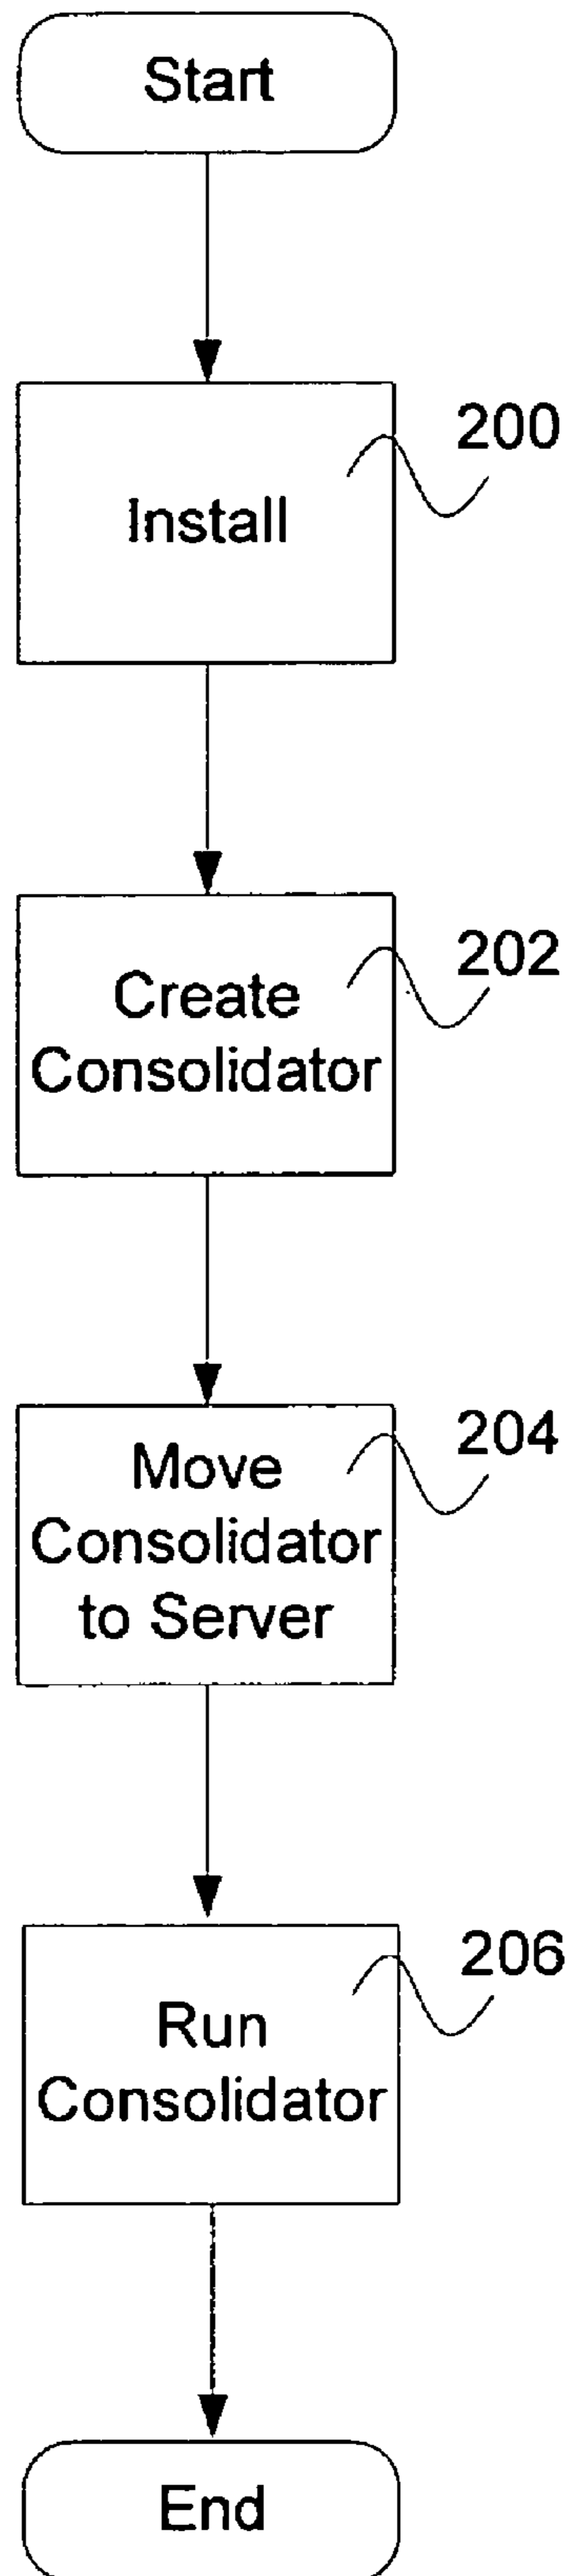 Start
200
Install
202
Create
Consolidator
204
Move
Consolidator
to Server
206
Run
Consolidator
End